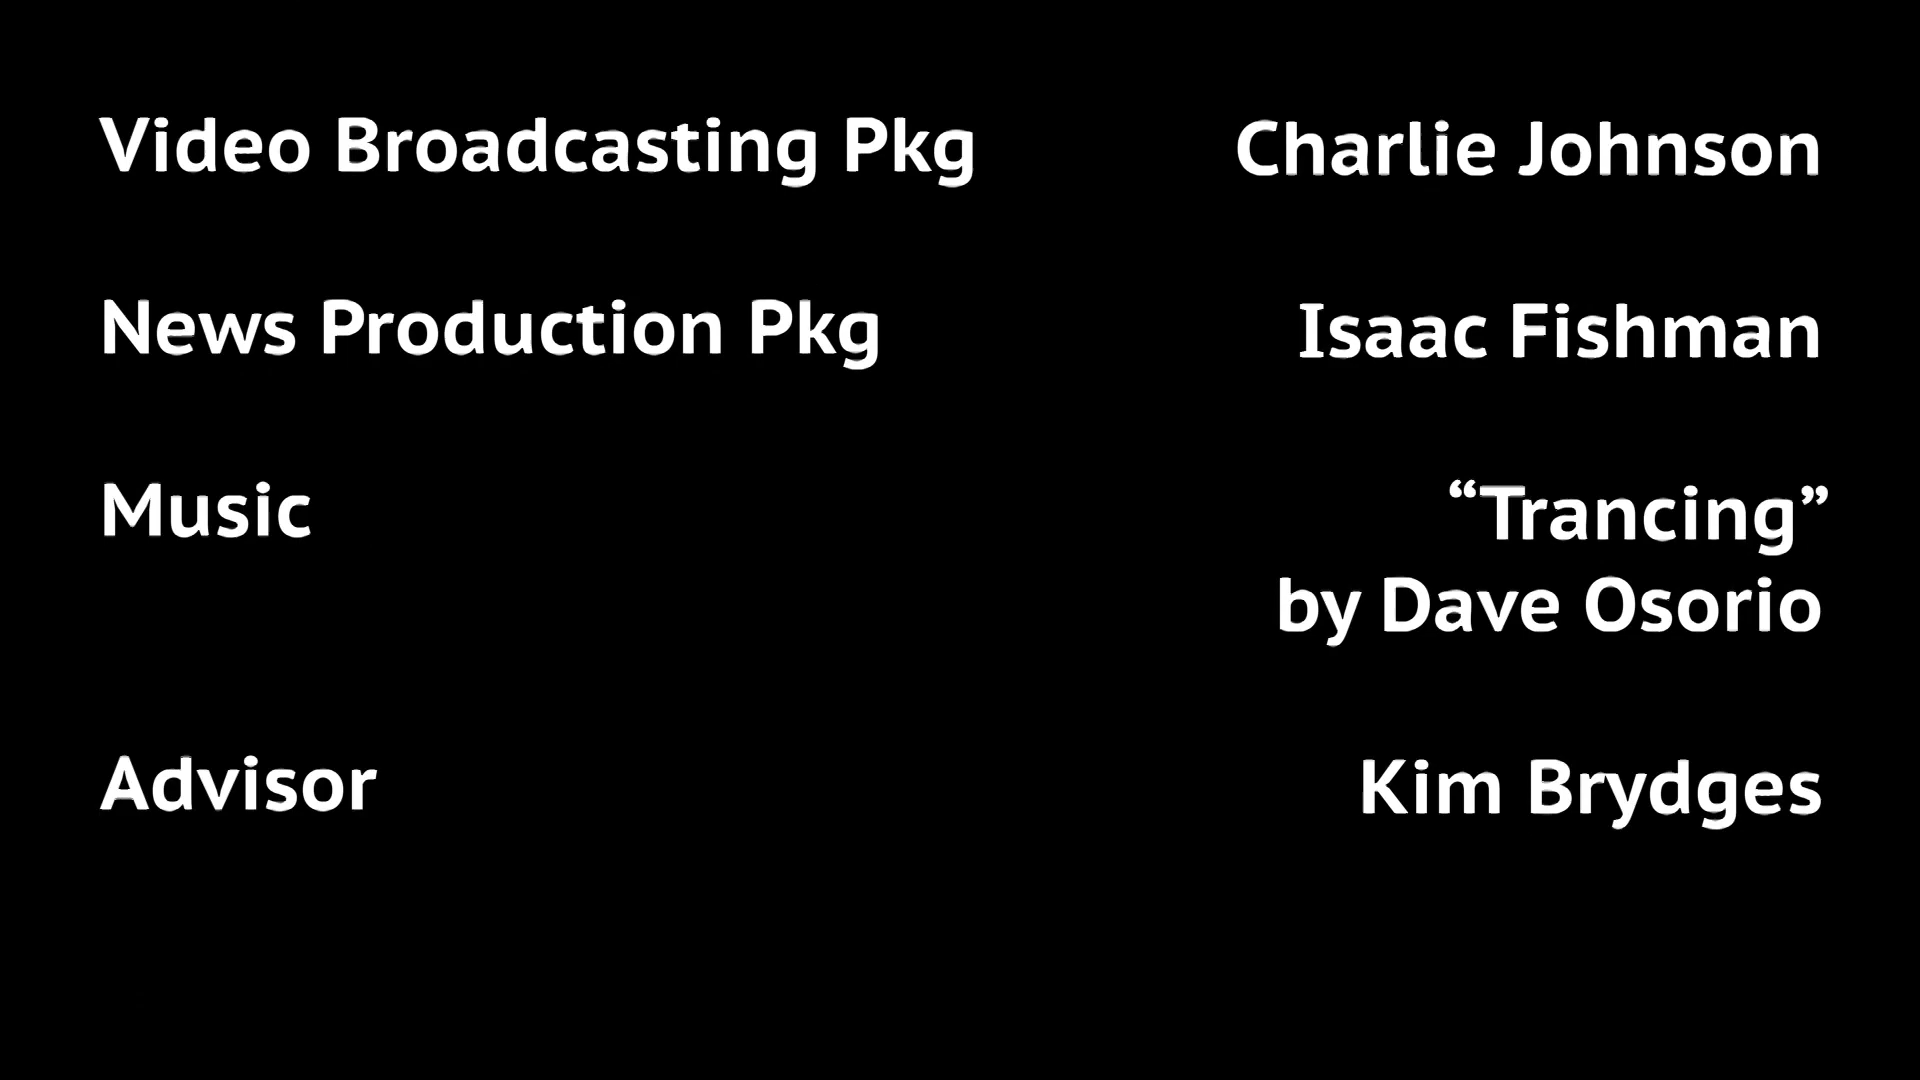 Video Broadcasting Pkg Charlie Johnson
News Production Pkg Isaac Fishman
Music “Trancing”
by Dave Osorio
Advisor Kim Brydges